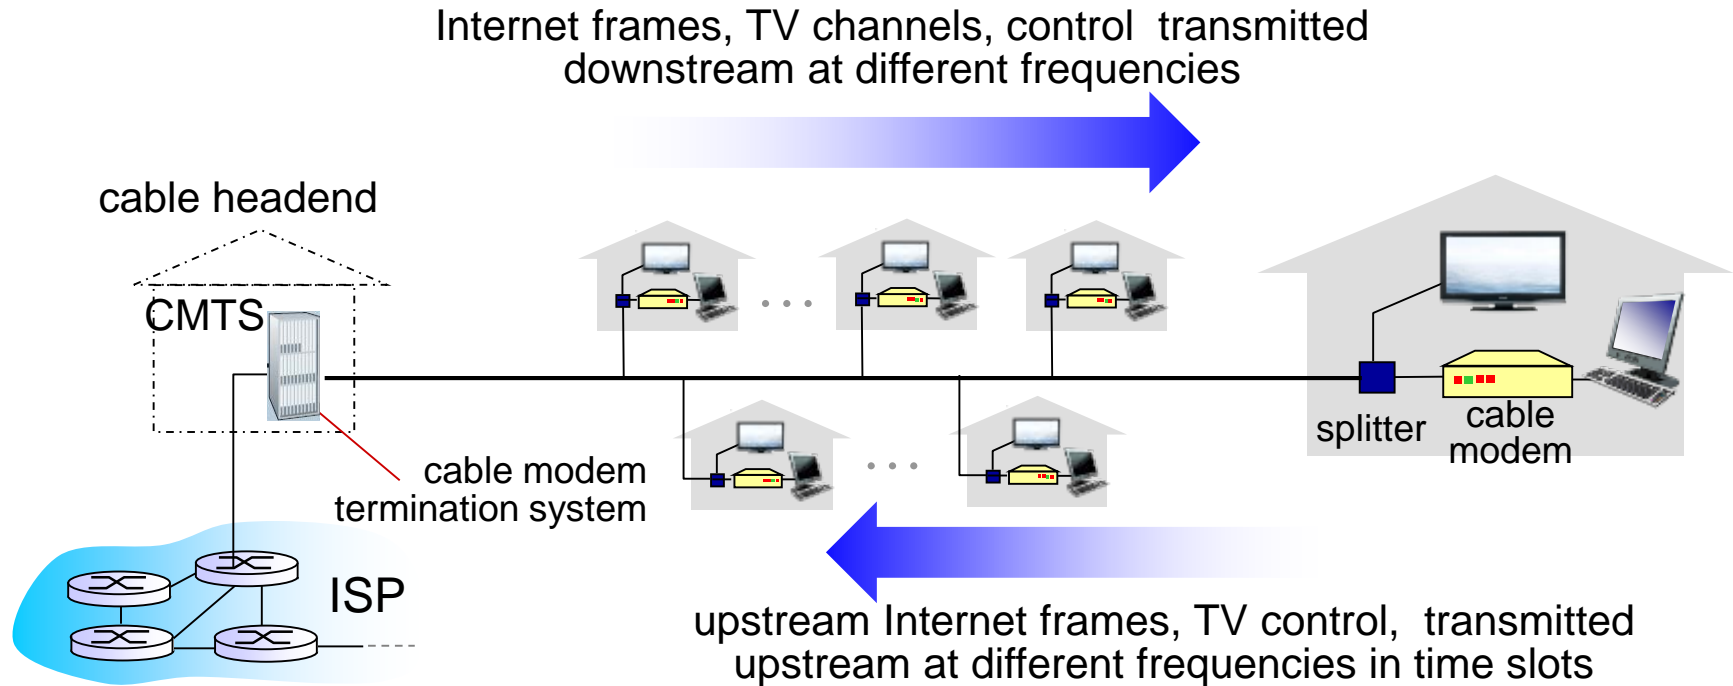 Internet frames, TV channels, control  transmitted
downstream at different frequencies
cable headend
CMTS
splitter
cable
modem
cable modem
termination system
ISP
upstream Internet frames, TV control,  transmitted
upstream at different frequencies in time slots